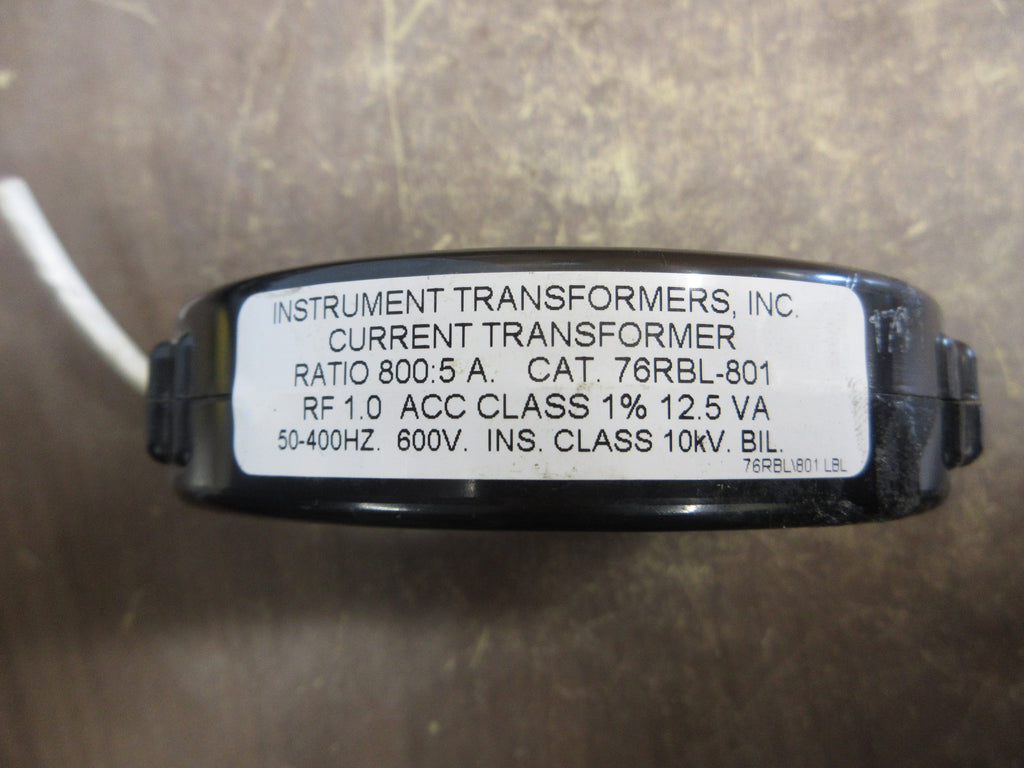 INSTRUMENT TRANSFORMERS, INC.
CURRENT TRANSFORMER
RATIO 800:5 A. CAT. 76RBL-801
RF 1.0 ACC CLASS 1% 12.5 VA
50-400HZ. 600V. INS. CLASS 10kV. BIL.
76RBL\801 LBL